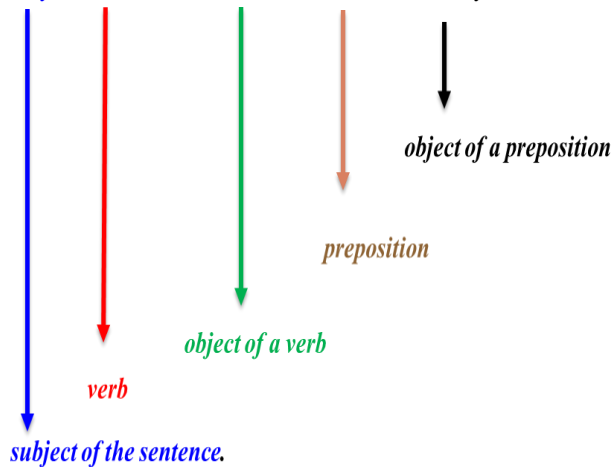 object of a preposition
preposition
object of a verb
verb
subject of the sentence.